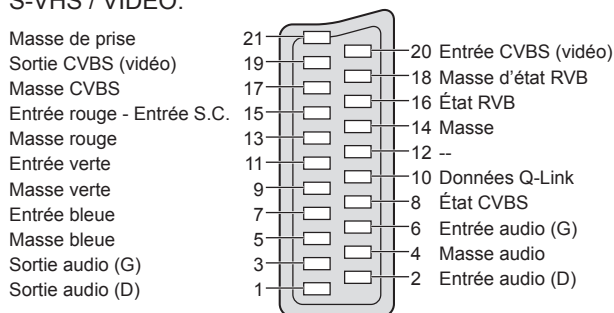 S-VHS / VIDEO.
Masse de prise 21
Sortie CVBS (vidéo) 19
Masse CVBS 17
Entrée rouge - Entrée S.C. 15
Masse rouge 13
Entrée verte 11
Masse verte 9
Entrée bleue 7
Masse bleue 5
Sortie audio (G) 3
Sortie audio (D) 1
20 Entrée CVBS (vidéo)
18 Masse d'état RVB
16 État RVB
14 Masse
12 --
10 Données Q-Link
8 État CVBS
6 Entrée audio (G)
4 Masse audio
2 Entrée audio (D)